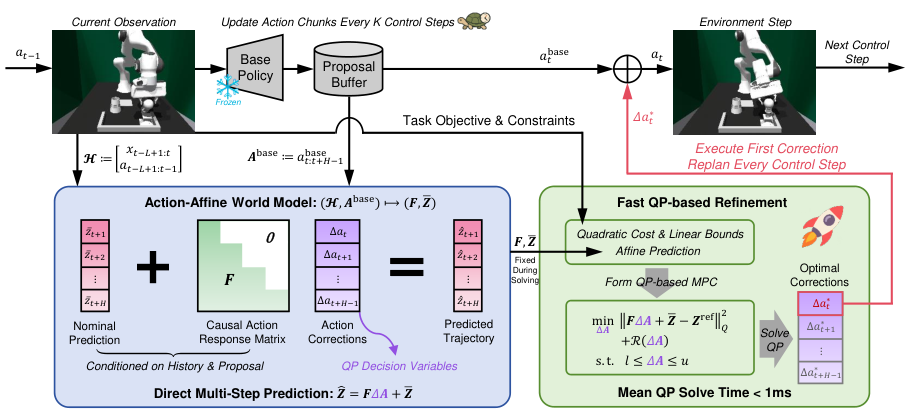 Current Observation
Update Action Chunks Every K Control Steps
Environment Step
a_{t−1}
Base
Policy
Frozen
Proposal
Buffer
a_t^{base}
a_t
Next Control
Step
Δa_t^*
Task Objective & Constraints
Execute First Correction
Replan Every Control Step
ℋ ≔ [x_{t−L+1:t} a_{t−L+1:t−1}]
A^{base} ≔ a_{t:t+H−1}^{base}
Action-Affine World Model: (ℋ, A^{base}) ↦ (F, Z̄)
z̄_{t+1}
z̄_{t+2}
⋮
z̄_{t+H}
Nominal
Prediction
+
0
F
Causal Action
Response Matrix
Δa_t
Δa_{t+1}
⋮
Δa_{t+H−1}
Action
Corrections
=
ẑ_{t+1}
ẑ_{t+2}
⋮
ẑ_{t+H}
Predicted
Trajectory
Conditioned on History & Proposal
QP Decision Variables
Direct Multi-Step Prediction: Ẑ = FΔA + Z̄
F, Z̄
Fixed
During
Solving
Fast QP-based Refinement
Quadratic Cost & Linear Bounds
Affine Prediction
Form QP-based MPC
min_{ΔA} ‖FΔA + Z̄ − Z^{ref}‖_Q^2
+ℛ(ΔA)
s.t. l ≤ ΔA ≤ u
Solve
QP
Optimal
Corrections
Δa_t^*
Δa_{t+1}^*
⋮
Δa_{t+H−1}^*
Mean QP Solve Time < 1ms